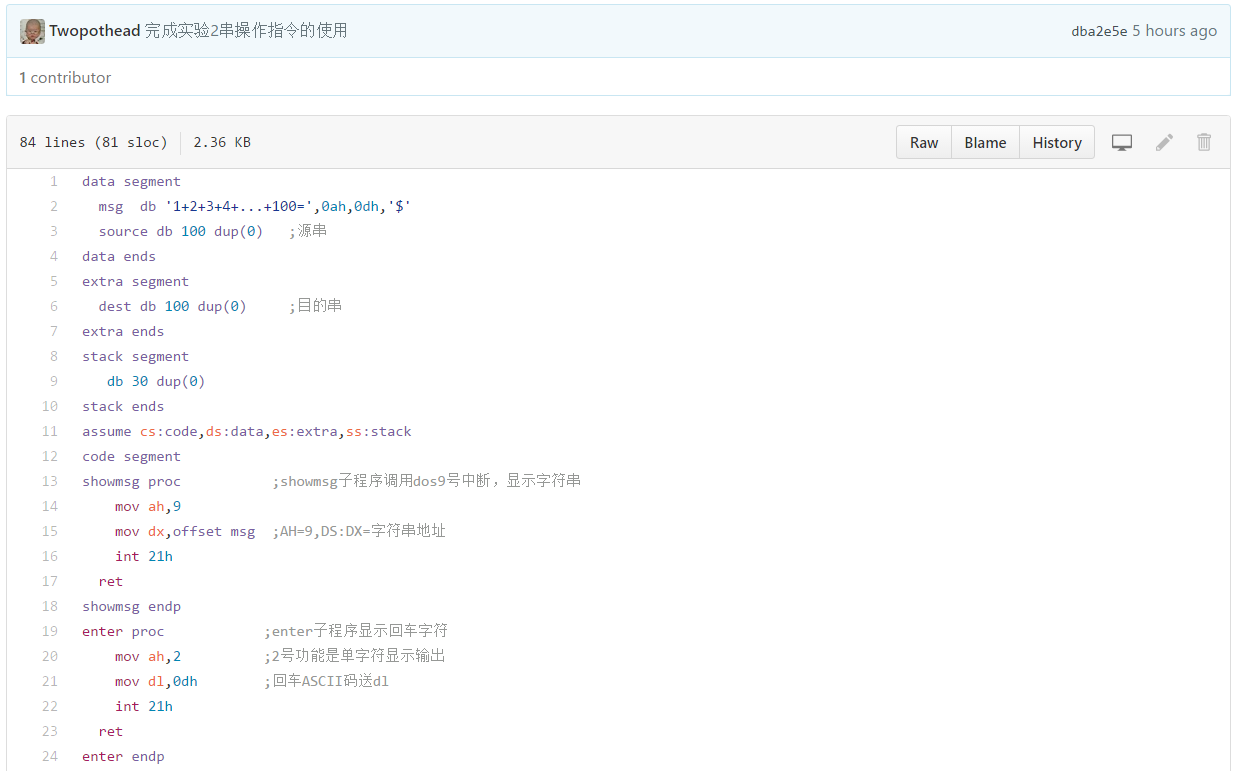 Twopothead 完成实验2串操作指令的使用 dba2e5e 5 hours ago
1 contributor
84 lines (81 sloc) 2.36 KB Raw Blame History
1 data segment
2   msg  db '1+2+3+4+...+100=',0ah,0dh,'$'
3   source db 100 dup(0)   ;源串
4 data ends
5 extra segment
6   dest db 100 dup(0)     ;目的串
7 extra ends
8 stack segment
9    db 30 dup(0)
10 stack ends
11 assume cs:code,ds:data,es:extra,ss:stack
12 code segment
13 showmsg proc           ;showmsg子程序调用dos9号中断，显示字符串
14     mov ah,9
15     mov dx,offset msg  ;AH=9,DS:DX=字符串地址
16     int 21h
17   ret
18 showmsg endp
19 enter proc            ;enter子程序显示回车字符
20     mov ah,2          ;2号功能是单字符显示输出
21     mov dl,0dh        ;回车ASCII码送dl
22     int 21h
23   ret
24 enter endp